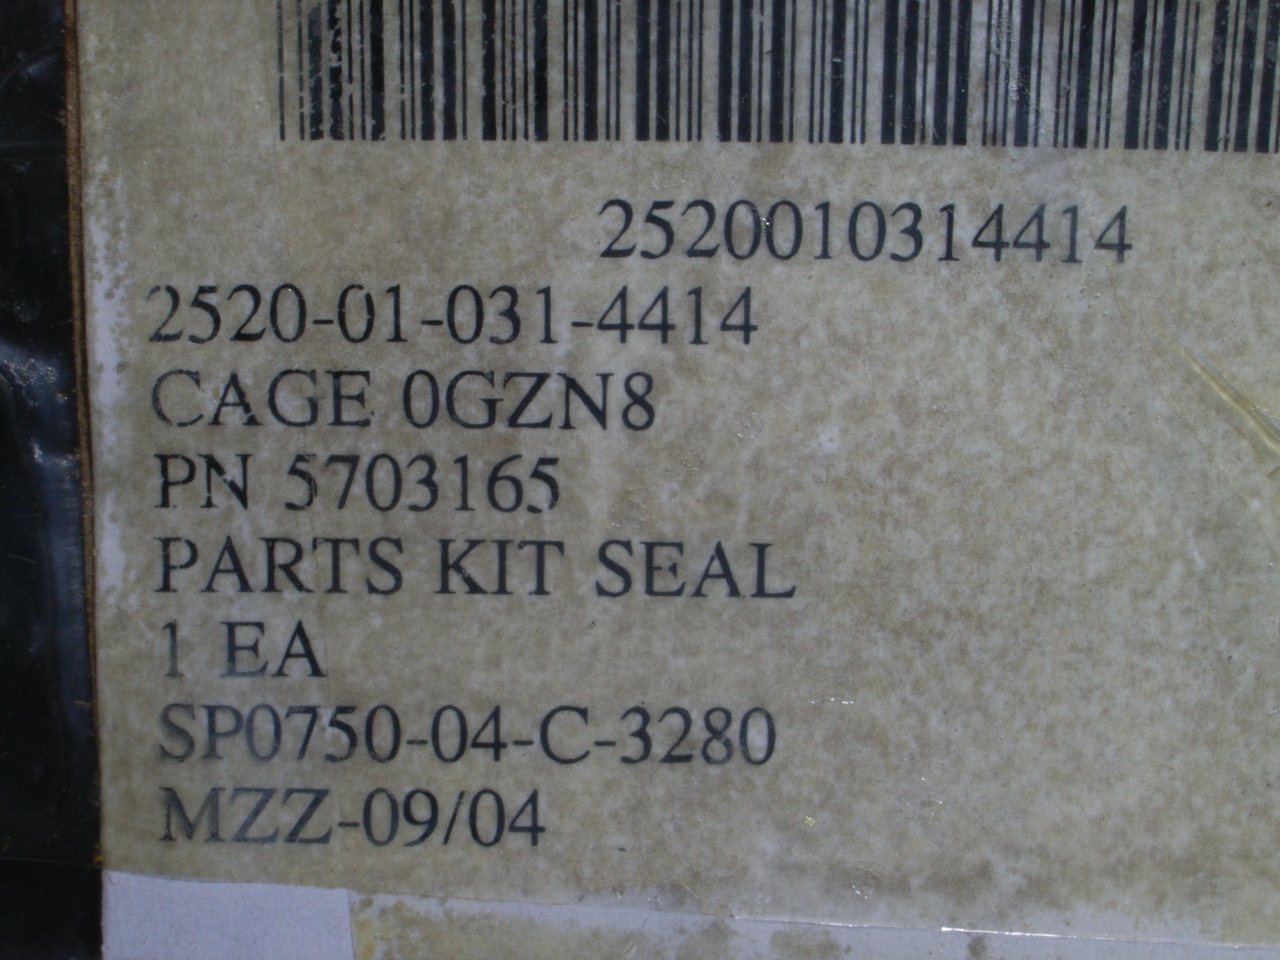 2520010314414
2520-01-031-4414
CAGE 0GZN8
PN 5703165
PARTS KIT SEAL
1 EA
SP0750-04-C-3280
MZZ-09/04